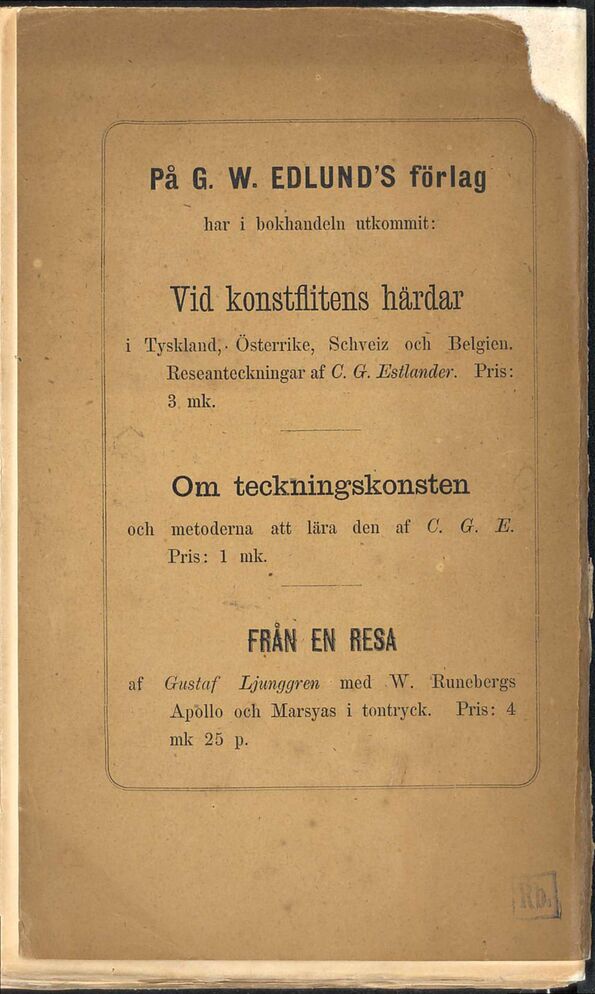 På G. W. EDLUND'S förlag
har i bokhandeln utkommit:
Vid konstflitens härdar
i Tyskland, Österrike, Schveiz och Belgien.
Reseanteckningar af C. G. Estlander. Pris:
3 mk.
Om teckningskonsten
och metoderna att lära den af C. G. E.
Pris: 1 mk.
FRÅN EN RESA
af Gustaf Ljunggren med W. Runebergs
Apollo och Marsyas i tontryck. Pris: 4
mk 25 p.
Rb.